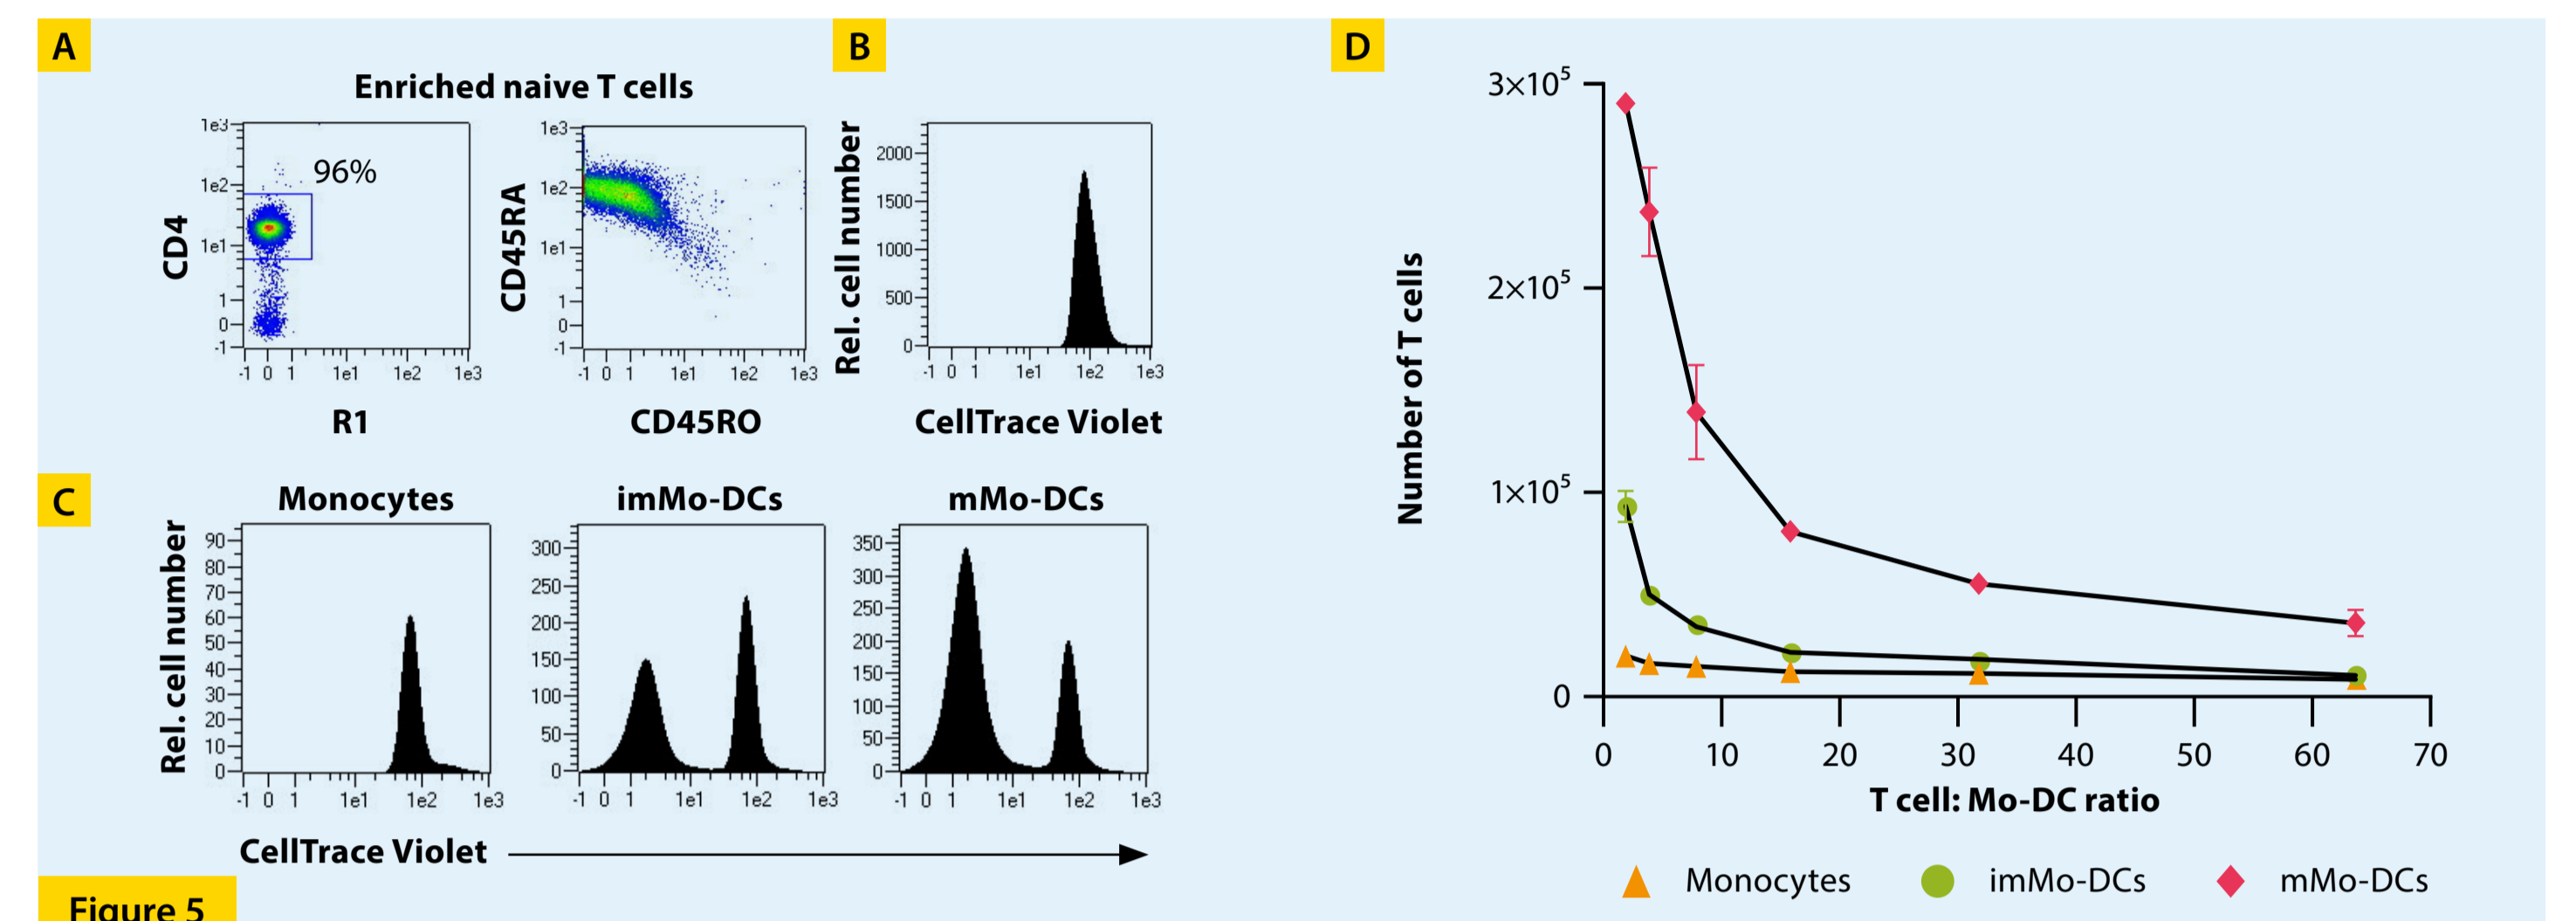 A
Enriched naive T cells
CD4
1e3
1e2
1e1
1
0
-1
96%
-1 0 1 1e1 1e2 1e3
R1
CD45RA
1e3
1e2
1e1
1
0
-1
-1 0 1 1e1 1e2 1e3
CD45RO
B
Rel. cell number
2000
1500
1000
500
0
-1 0 1 1e1 1e2 1e3
CellTrace Violet
C
Monocytes
Rel. cell number
90
80
70
60
50
40
30
20
10
0
-1 0 1 1e1 1e2 1e3
imMo-DCs
300
250
200
150
100
50
0
-1 0 1 1e1 1e2 1e3
mMo-DCs
350
300
250
200
150
100
50
0
-1 0 1 1e1 1e2 1e3
CellTrace Violet
D
Number of T cells
3×10⁵
2×10⁵
1×10⁵
0
0 10 20 30 40 50 60 70
T cell: Mo-DC ratio
Monocytes imMo-DCs mMo-DCs
Figure 5